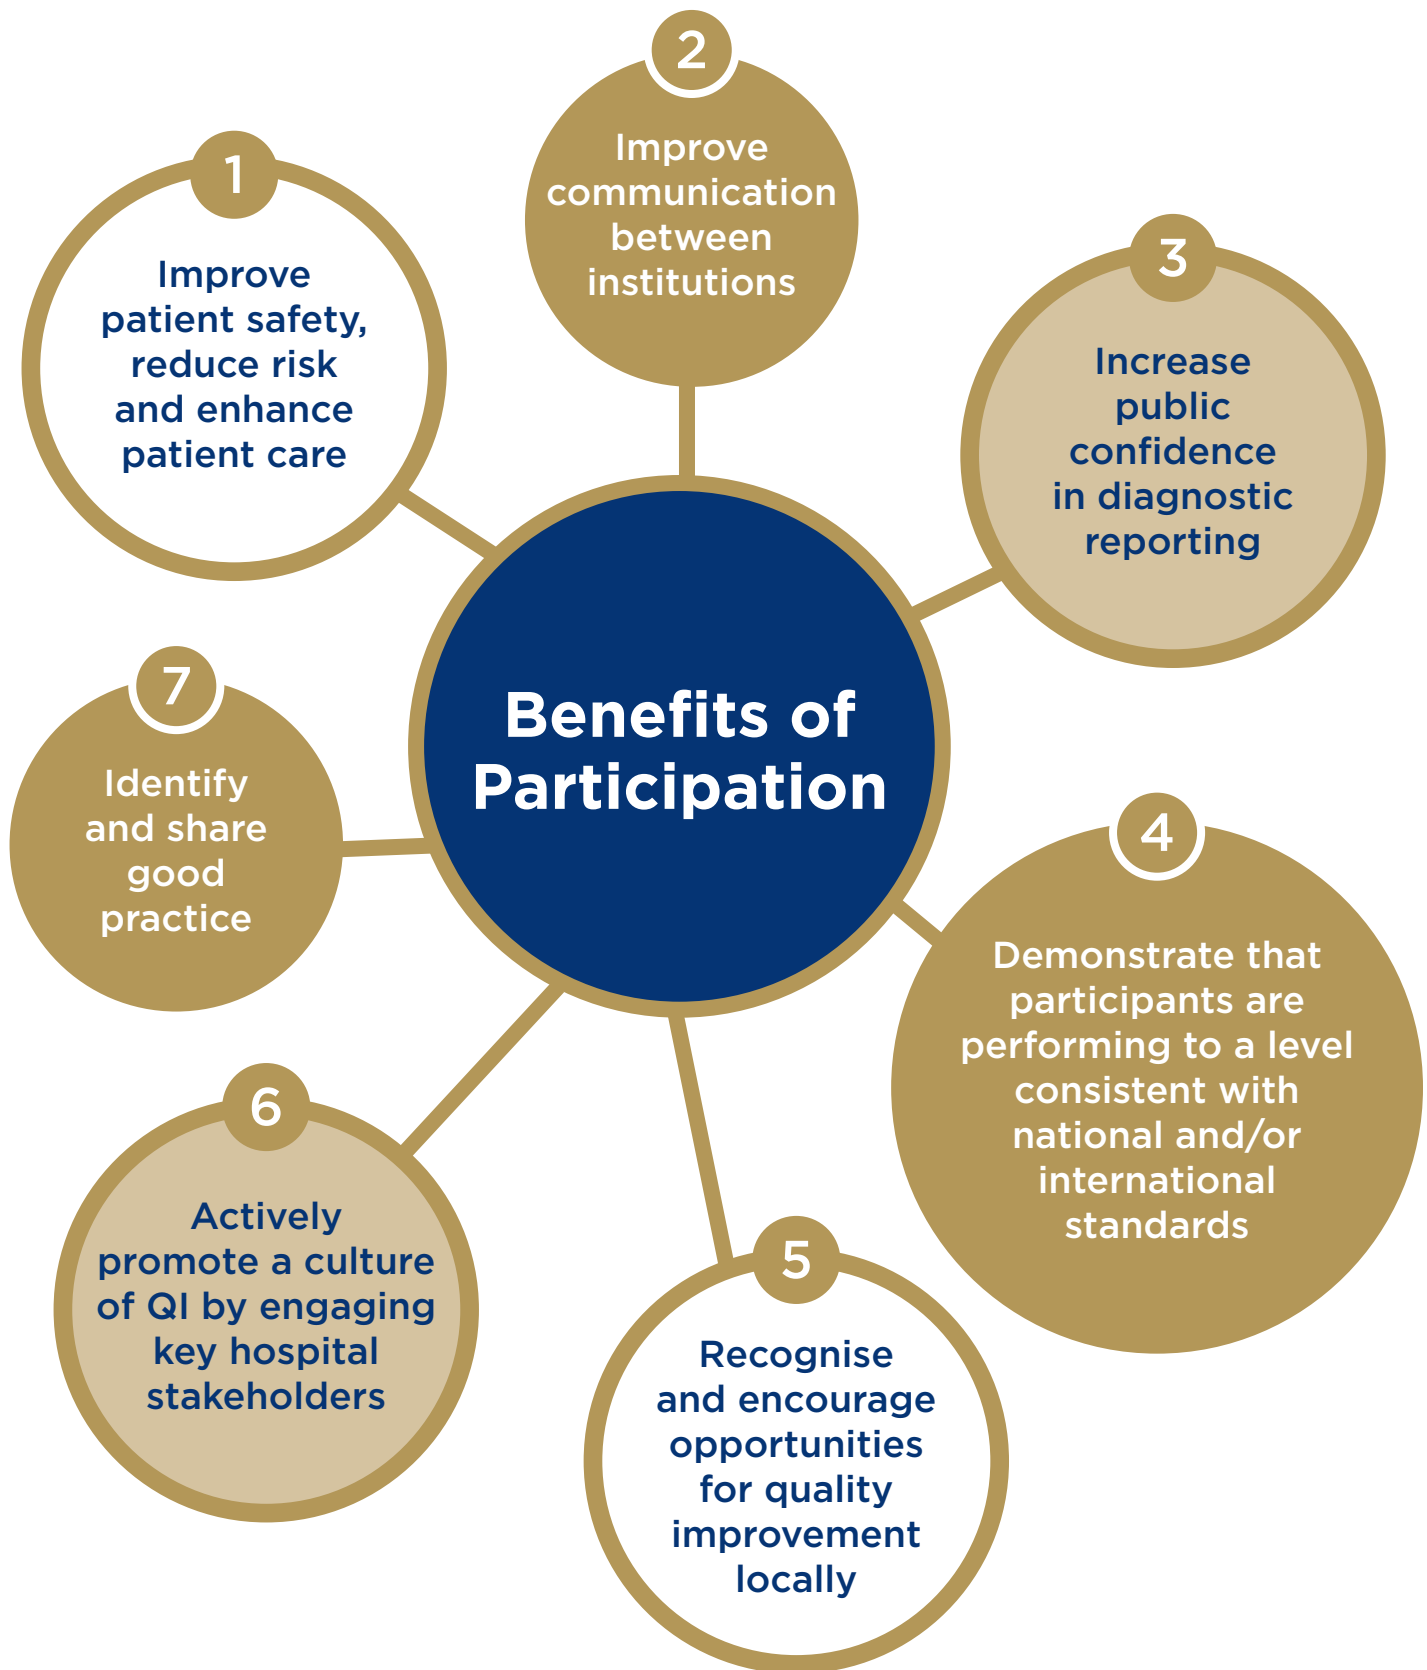 1
Improve
patient safety,
reduce risk
and enhance
patient care
2
Improve
communication
between
institutions
3
Increase
public
confidence
in diagnostic
reporting
Benefits of
Participation
4
Demonstrate that
participants are
performing to a level
consistent with
national and/or
international
standards
5
Recognise
and encourage
opportunities
for quality
improvement
locally
6
Actively
promote a culture
of QI by engaging
key hospital
stakeholders
7
Identify
and share
good
practice